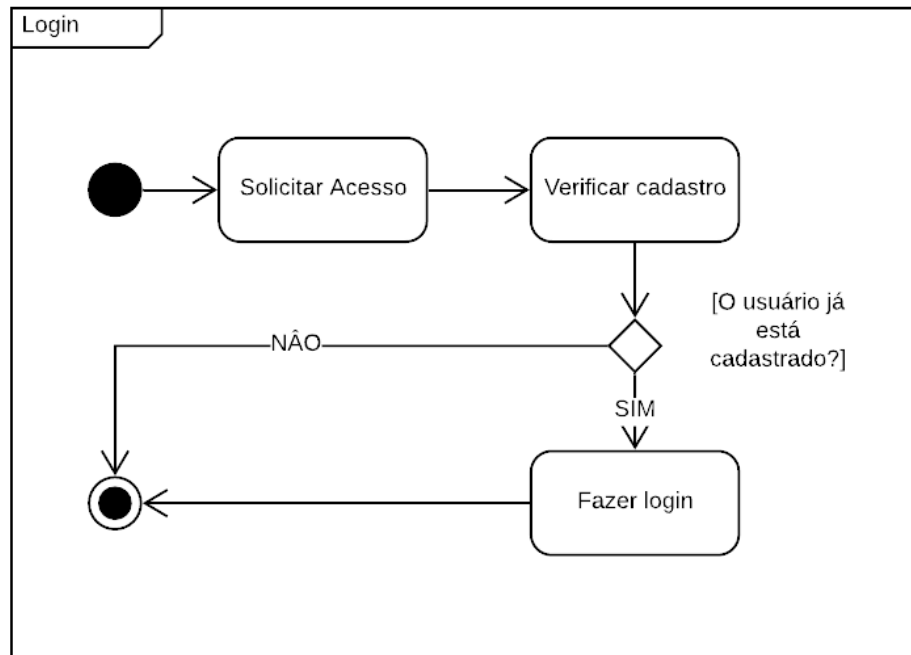 Login
Solicitar Acesso
Verificar cadastro
[O usuário já
está
cadastrado?]
NÂO
SIM
Fazer login